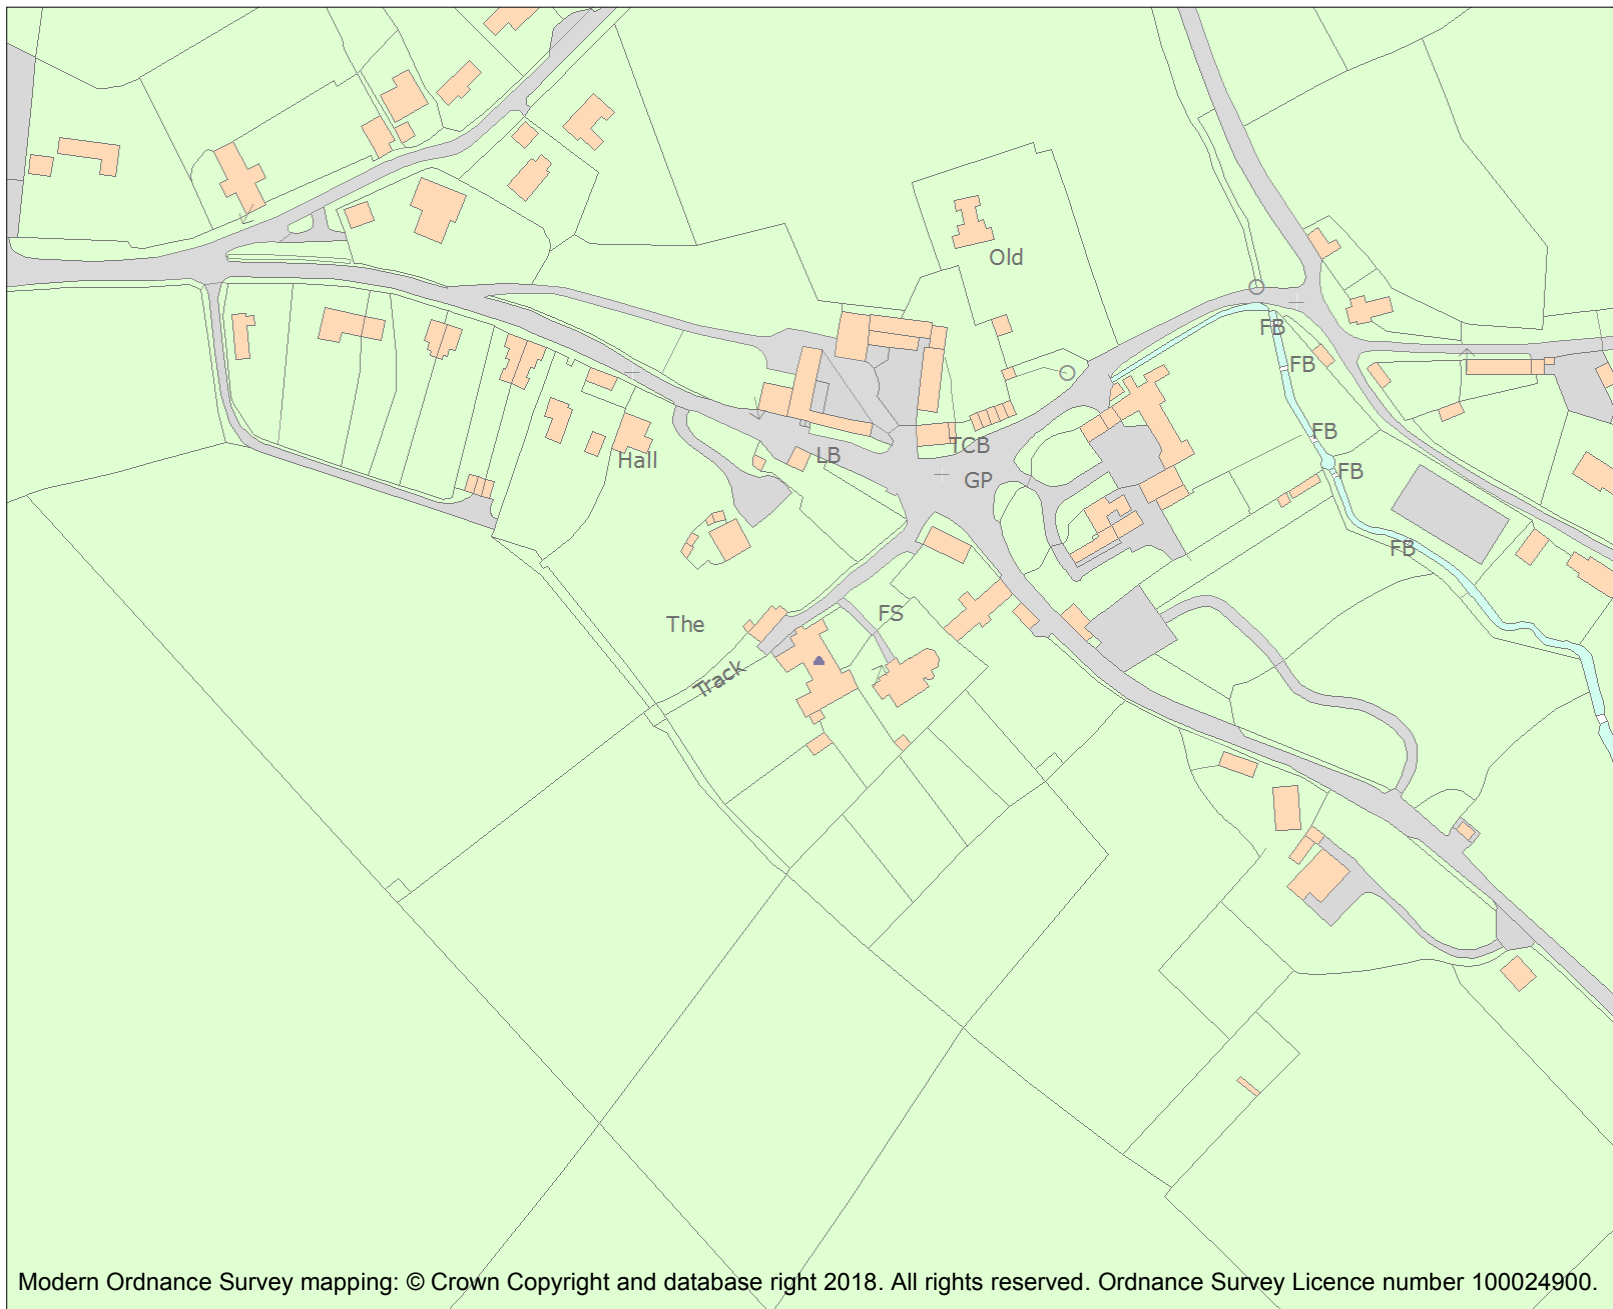 Old
FB
FB
FB
TCB
LB
Hall
FB
GP
FB
FS
The
Track
Modern Ordnance Survey mapping: © Crown Copyright and database right 2018. All rights reserved. Ordnance Survey Licence number 100024900.